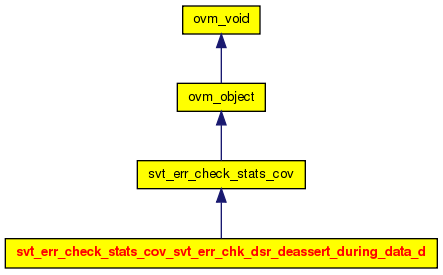 ovm_void
ovm_object
svt_err_check_stats_cov
svt_err_check_stats_cov_svt_err_chk_dsr_deassert_during_data_d